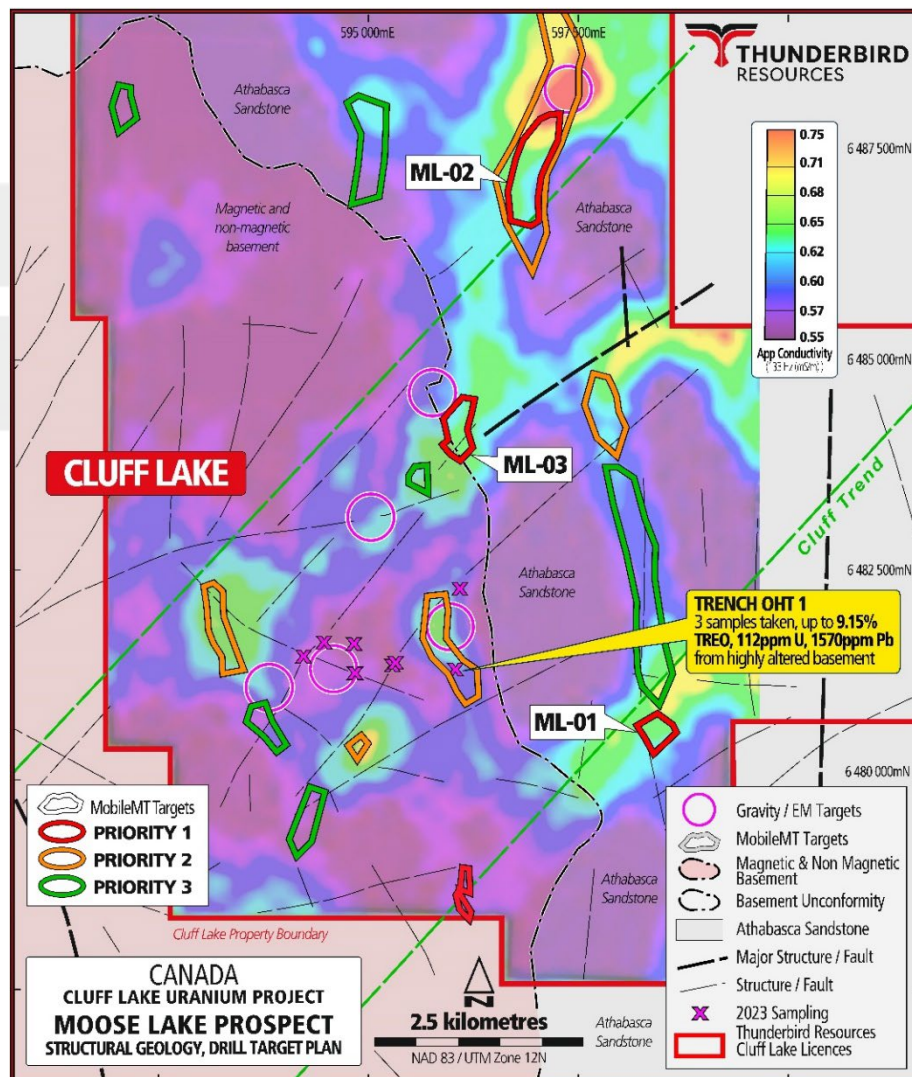 595 000mE
597 500mE
THUNDERBIRD
RESOURCES
Athabasca
Sandstone
0.75
0.71
0.68
0.65
0.62
0.60
0.57
0.55
App Conductivity
6 487 500mN
ML-02
Magnetic and
non-magnetic
basement
Athabasca
Sandstone
6 485 000mN
CLUFF LAKE
ML-03
Cluff Trend
Athabasca
Sandstone
6 482 500mN
TRENCH OHT 1
3 samples taken, up to 9.15%
TREO, 112ppm U, 1570ppm Pb
from highly altered basement
ML-01
6 480 000mN
MobileMT Targets
PRIORITY 1
PRIORITY 2
PRIORITY 3
Gravity / EM Targets
MobileMT Targets
Magnetic & Non Magnetic
Basement
Basement Unconformity
Athabasca Sandstone
Major Structure / Fault
Structure / Fault
2023 Sampling
Thunderbird Resources
Cluff Lake Licences
Athabasca
Sandstone
Cluff Lake Property Boundary
CANADA
CLUFF LAKE URANIUM PROJECT
MOOSE LAKE PROSPECT
STRUCTURAL GEOLOGY, DRILL TARGET PLAN
N
2.5 kilometres
NAD 83 / UTM Zone 12N
Athabasca
Sandstone